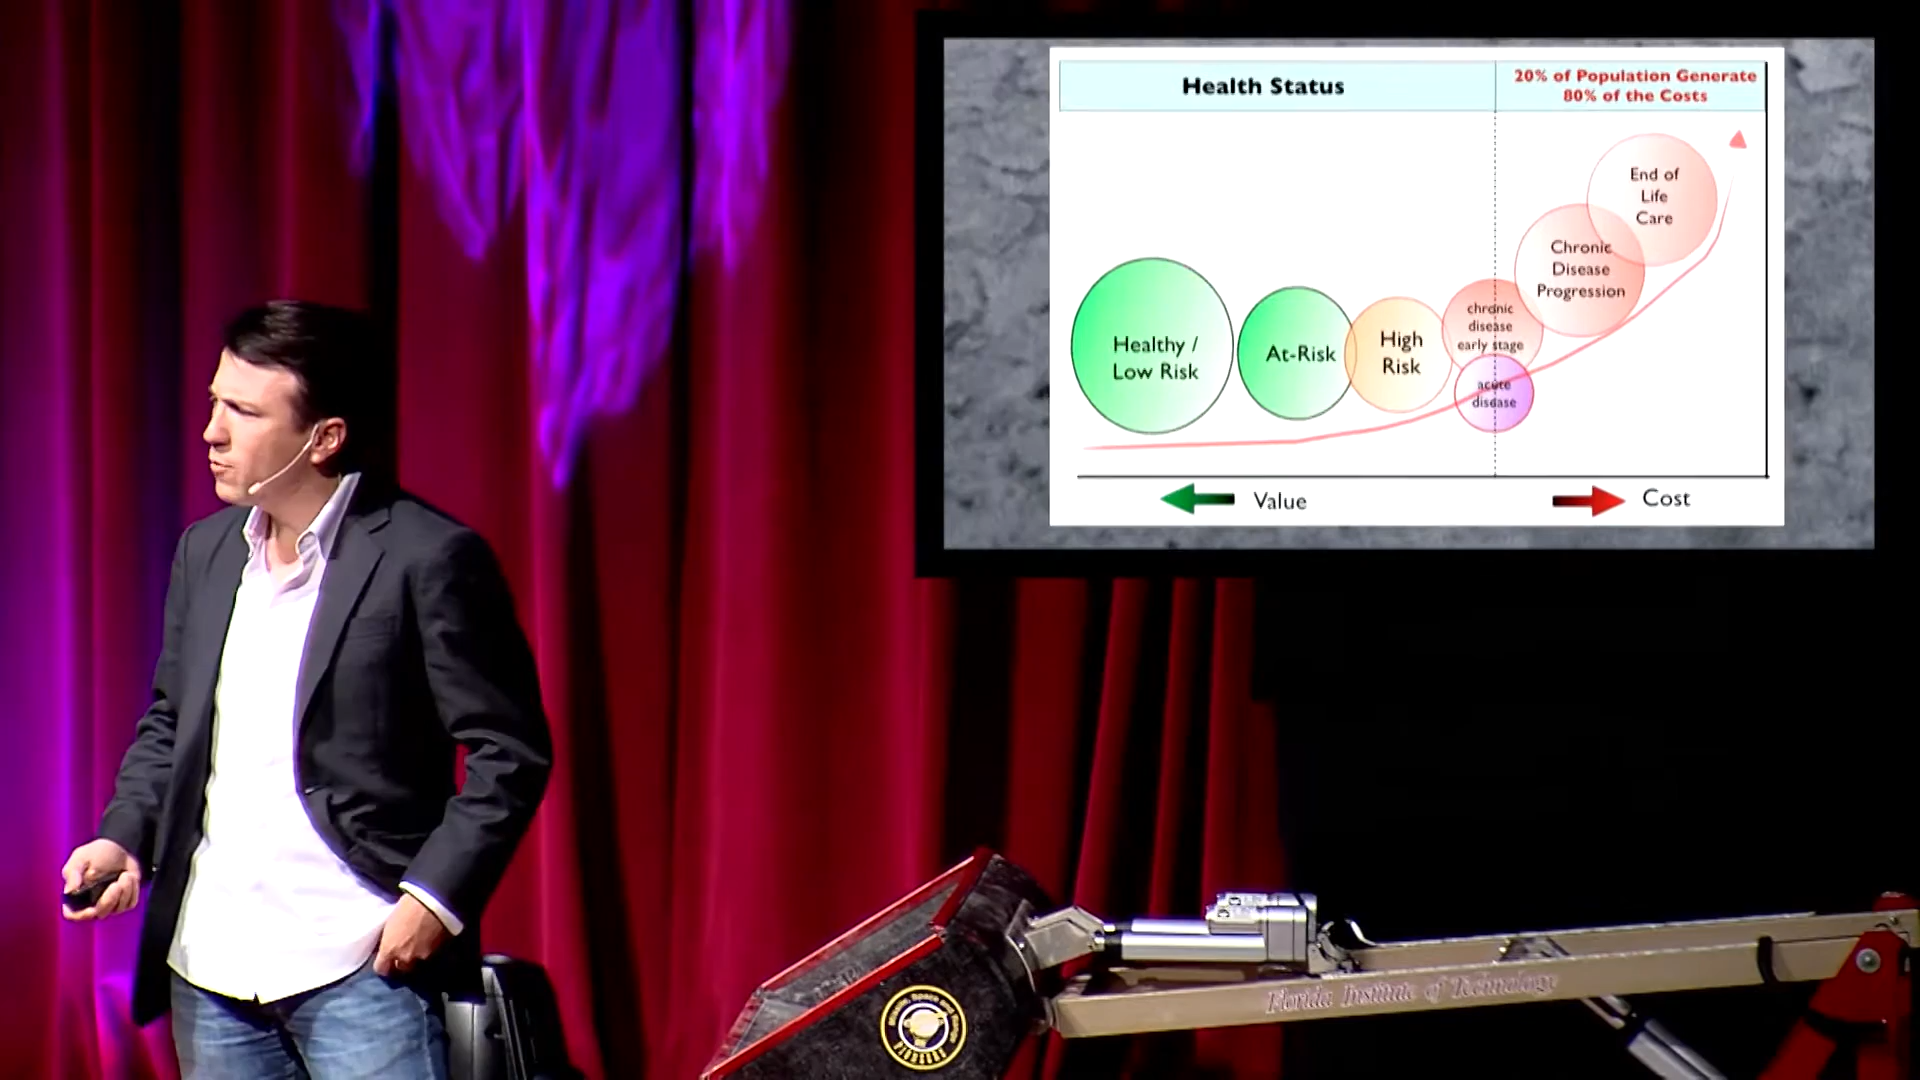 Health Status
20% of Population Generate
80% of the Costs
End of
Life
Care
Chronic
Disease
Progression
chronic
disease
early stage
Healthy /
Low Risk
At-Risk
High
Risk
acute
disease
Value
Cost
Florida Institute of Technology